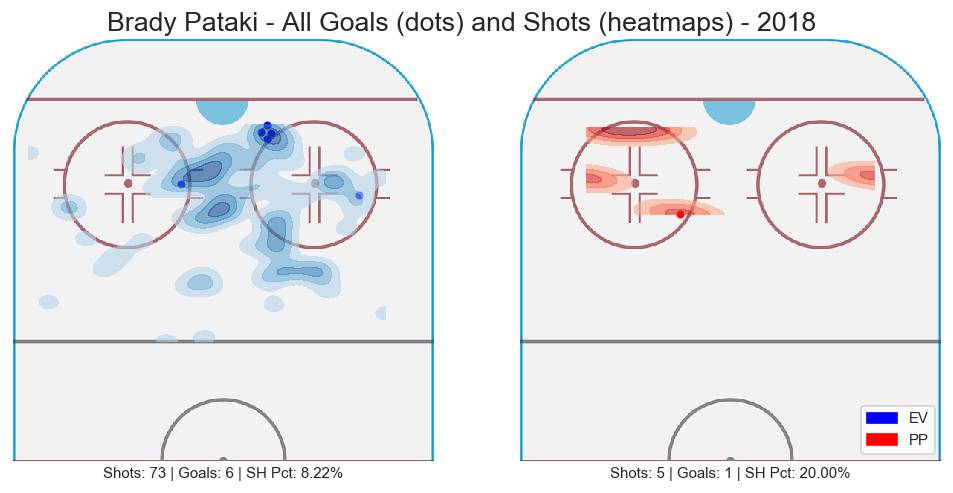 Brady Pataki - All Goals (dots) and Shots (heatmaps) - 2018
EV
PP
Shots: 73 | Goals: 6 | SH Pct: 8.22%
Shots: 5 | Goals: 1 | SH Pct: 20.00%